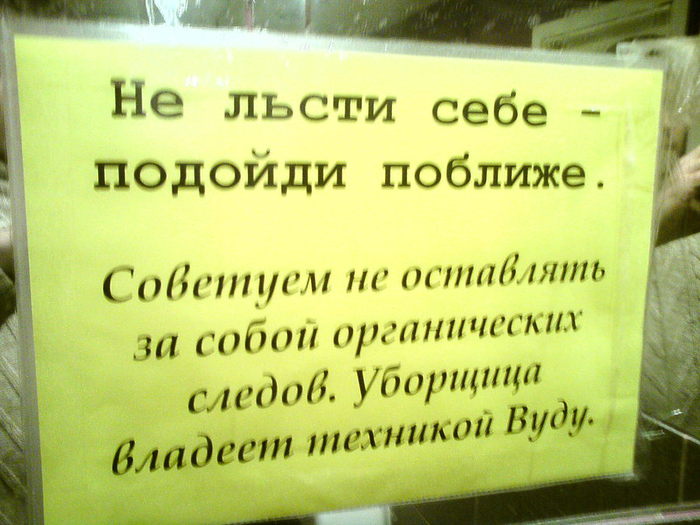 Не льсти себе -
подойди поближе.
Советуем не оставлять
за собой органических
следов. Уборщица
владеет техникой Вуду.